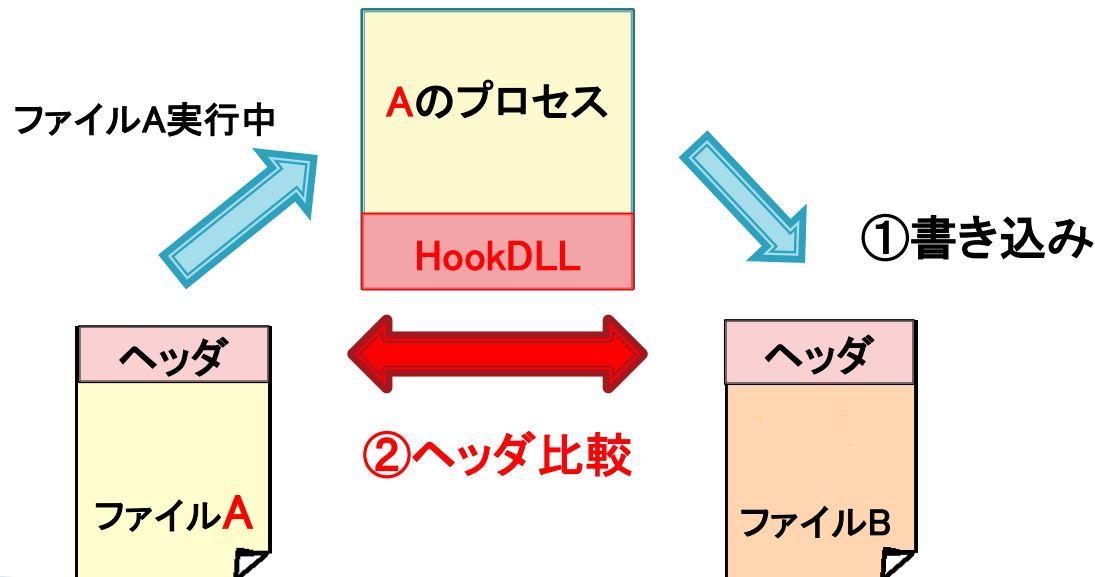 Aのプロセス
ファイルA実行中
HookDLL
①書き込み
ヘッダ
ヘッダ
②ヘッダ比較
ファイルA
ファイルB